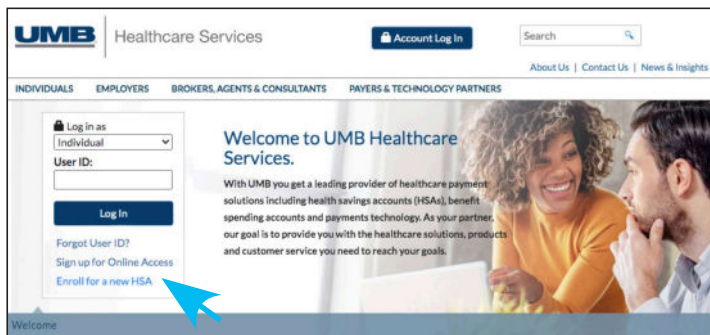 UMB Healthcare Services
Account Log In
Search
About Us | Contact Us | News & Insights
INDIVIDUALS EMPLOYERS BROKERS, AGENTS & CONSULTANTS PAYERS & TECHNOLOGY PARTNERS
Log in as
Individual
User ID:
Log In
Forgot User ID?
Sign up for Online Access
Enroll for a new HSA
Welcome to UMB Healthcare
Services.
With UMB you get a leading provider of healthcare payment
solutions including health savings accounts (HSAs), benefit
spending accounts and payments technology. As your partner,
our goal is to provide you with the healthcare solutions, products
and customer service you need to reach your goals.
Welcome